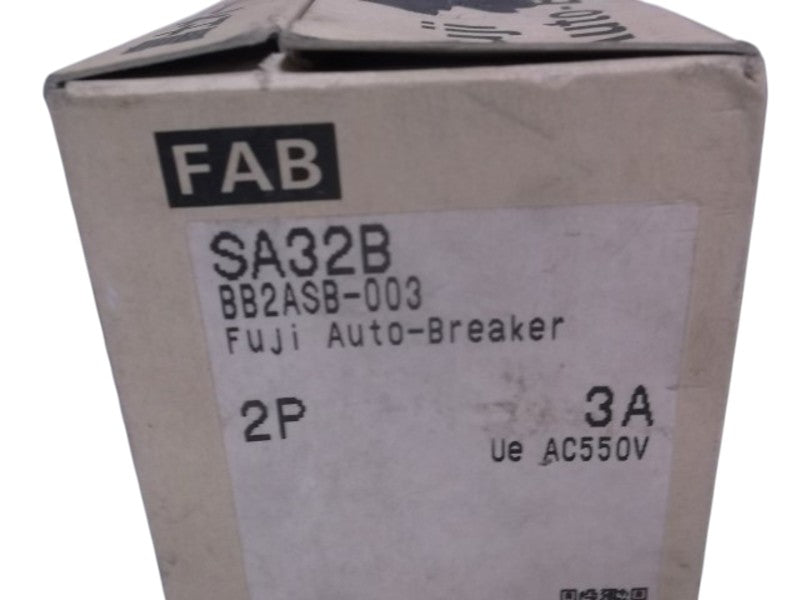 FAB
SA32B
BB2ASB-003
Fuji Auto-Breaker
2P
3A
Ue AC550V